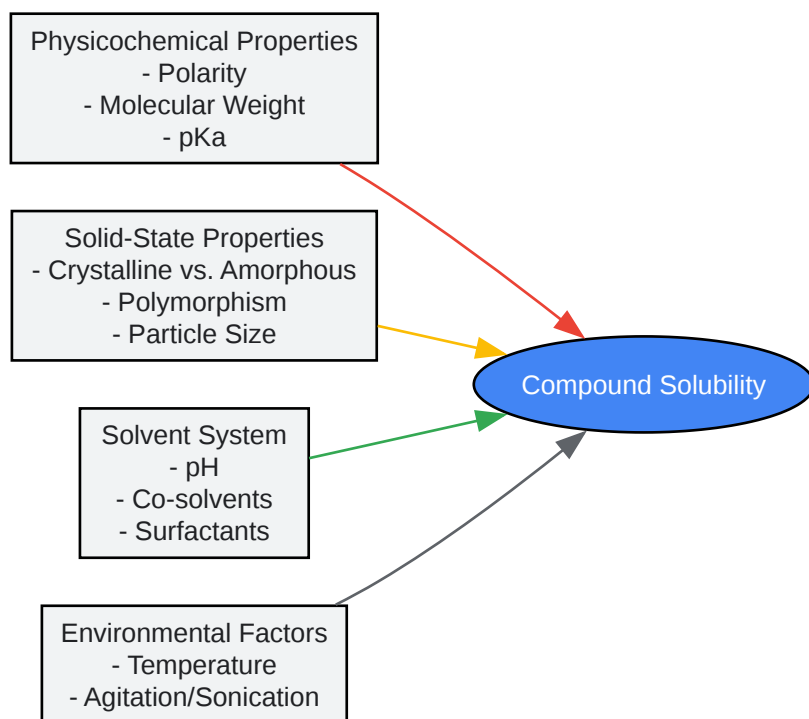 Physicochemical Properties
- Polarity
- Molecular Weight
- pKa
Solid-State Properties
- Crystalline vs. Amorphous
- Polymorphism
- Particle Size
Compound Solubility
Solvent System
- pH
- Co-solvents
- Surfactants
Environmental Factors
- Temperature
- Agitation/Sonication